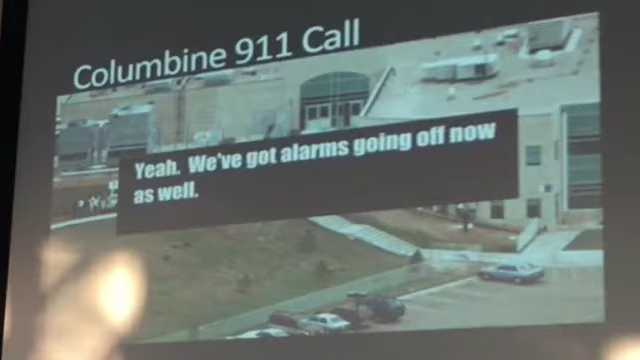 Columbine 911 Call
Yeah. We've got alarms going off now
as well.